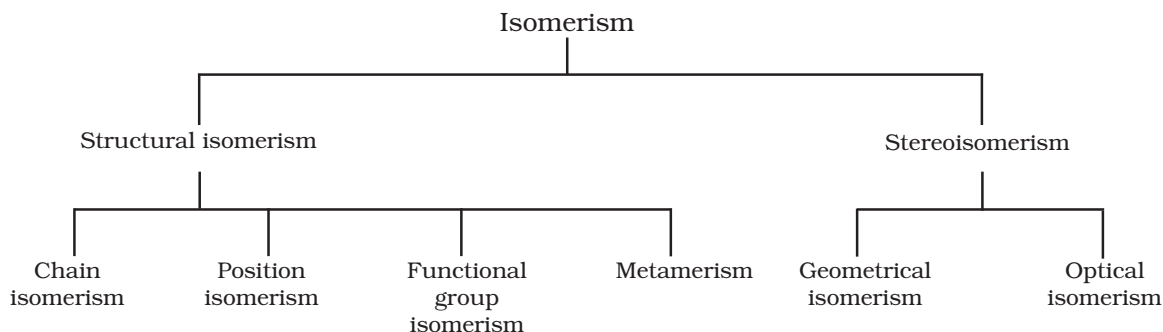 Isomerism
Structural isomerism
Stereoisomerism
Chain
isomerism
Position
isomerism
Functional
group
isomerism
Metamerism
Geometrical
isomerism
Optical
isomerism